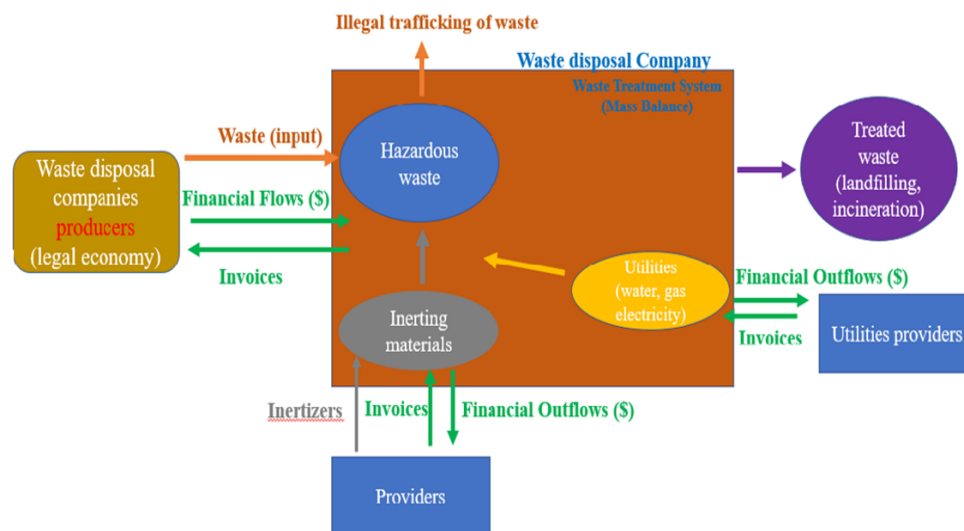 Illegal trafficking of waste
Waste disposal Company
Waste Treatment System
(Mass Balance)
Waste (input)
Hazardous
waste
Treated
waste
(landfilling,
incineration)
Waste disposal
companies
producers
(legal economy)
Financial Flows ($)
Invoices
Utilities
(water, gas
electricity)
Financial Outflows ($)
Invoices
Utilities providers
Inerting
materials
Inertizers
Invoices
Financial Outflows ($)
Providers